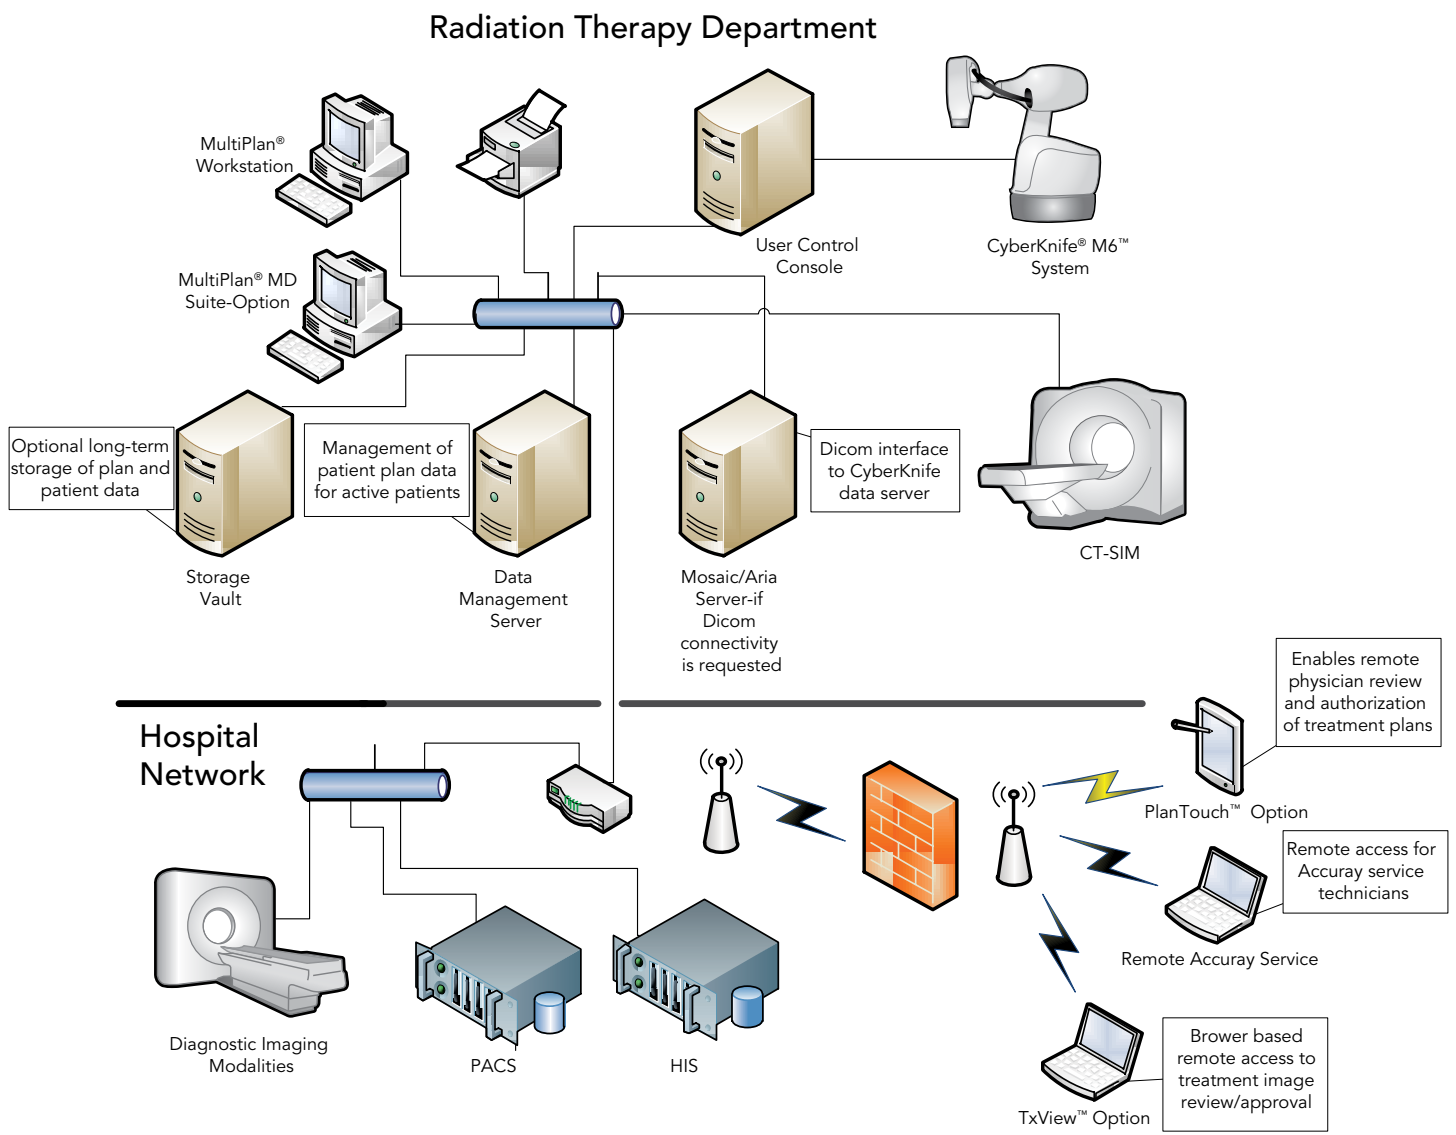 Radiation Therapy Department
MultiPlan®
Workstation
User Control
Console
CyberKnife® M6™
System
MultiPlan® MD
Suite-Option
Optional long-term
storage of plan and
patient data
Management of
patient plan data
for active patients
Dicom interface
to CyberKnife
data server
CT-SIM
Storage
Vault
Data
Management
Server
Mosaic/Aria
Server-if
Dicom
connectivity
is requested
Enables remote
physician review
and authorization
of treatment plans
Hospital
Network
PlanTouch™ Option
Remote access for
Accuray service
technicians
Remote Accuray Service
Diagnostic Imaging
Modalities
PACS
HIS
Brower based
remote access to
treatment image
review/approval
TxView™ Option